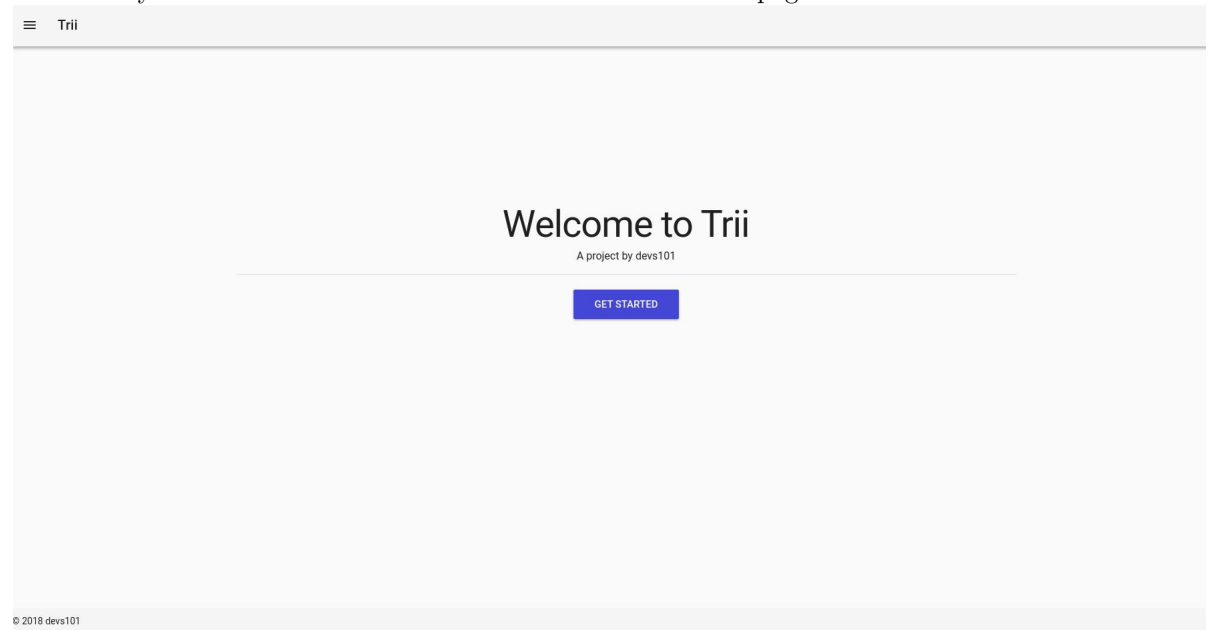 Trii
Welcome to Trii
A project by devs101
GET STARTED
© 2018 devs101